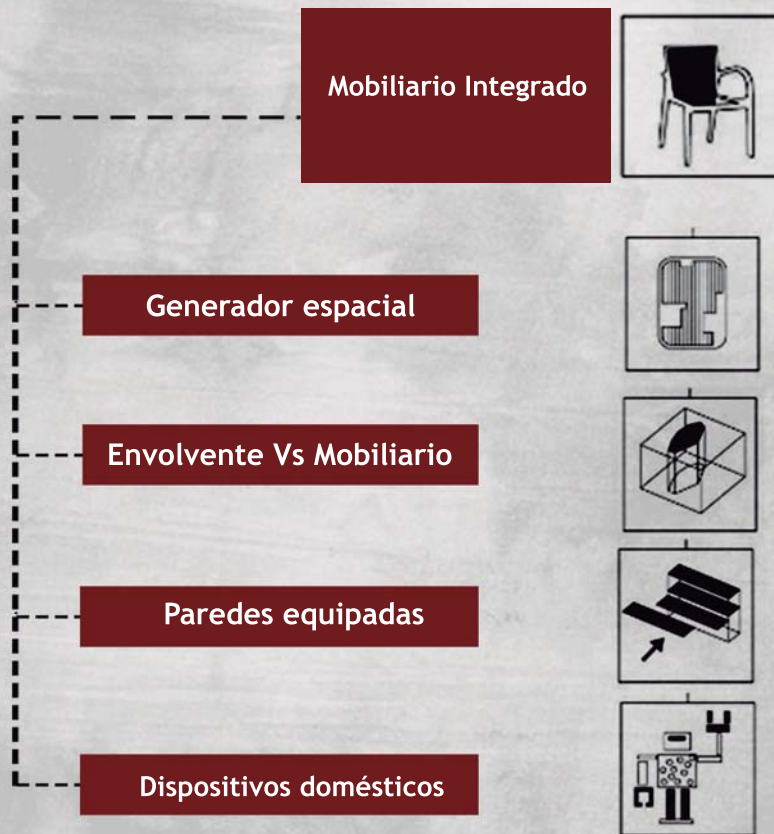 Mobiliario Integrado
Generador espacial
Envolvente Vs Mobiliario
Paredes equipadas
Dispositivos domésticos